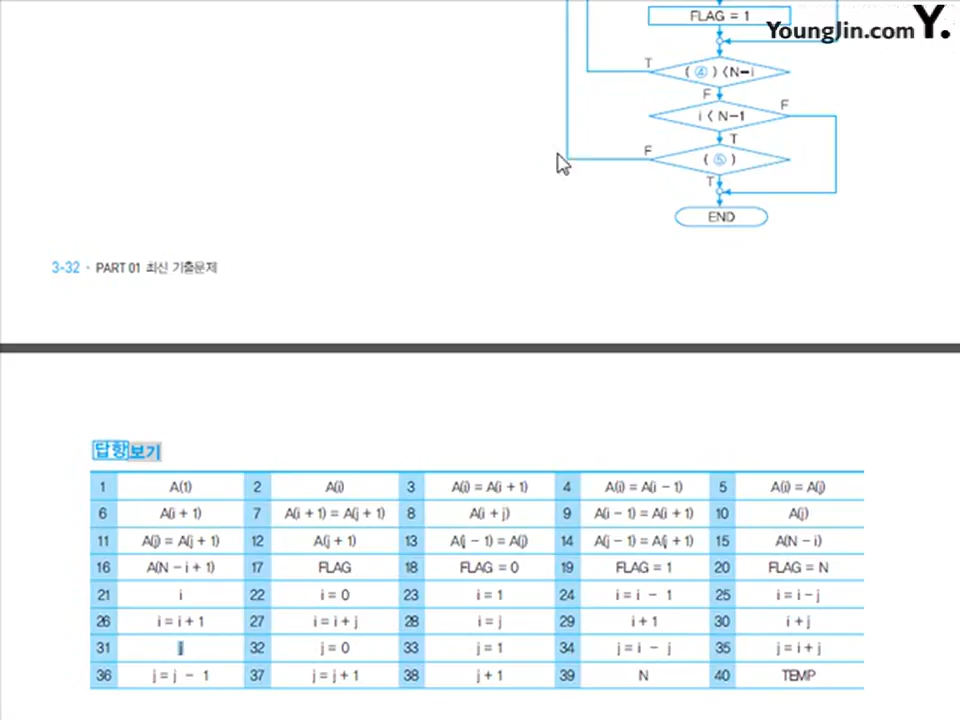 FLAG = 1
YoungJin.com Y.
T
( ④ ) < N-i
F
F
i < N-1
T
F
( ⑤ )
T
END
3-32 · PART 01 최신 기출문제
답항보기
1 A(1) 2 A(i) 3 A(i) = A(i + 1) 4 A(i) = A(i - 1) 5 A(i) = A(j)
6 A(i + 1) 7 A(i + 1) = A(j + 1) 8 A(i + j) 9 A(i - 1) = A(i + 1) 10 A(j)
11 A(j) = A(j + 1) 12 A(j + 1) 13 A(j - 1) = A(j) 14 A(j - 1) = A(j + 1) 15 A(N - i)
16 A(N - i + 1) 17 FLAG 18 FLAG = 0 19 FLAG = 1 20 FLAG = N
21 i 22 i = 0 23 i = 1 24 i = i - 1 25 i = i - j
26 i = i + 1 27 i = i + j 28 i = j 29 i + 1 30 i + j
31 j 32 j = 0 33 j = 1 34 j = i - j 35 j = i + j
36 j = j - 1 37 j = j + 1 38 j + 1 39 N 40 TEMP